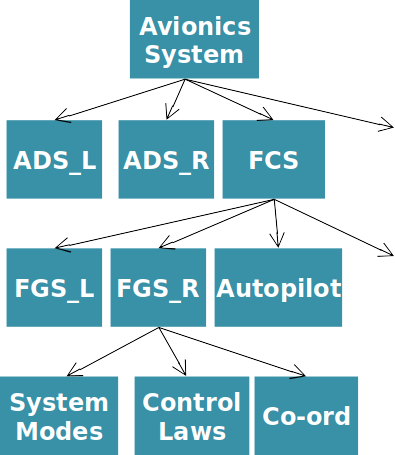 Avionics
System
ADS_L
ADS_R
FCS
FGS_L
FGS_R
Autopilot
System
Modes
Control
Laws
Co-ord